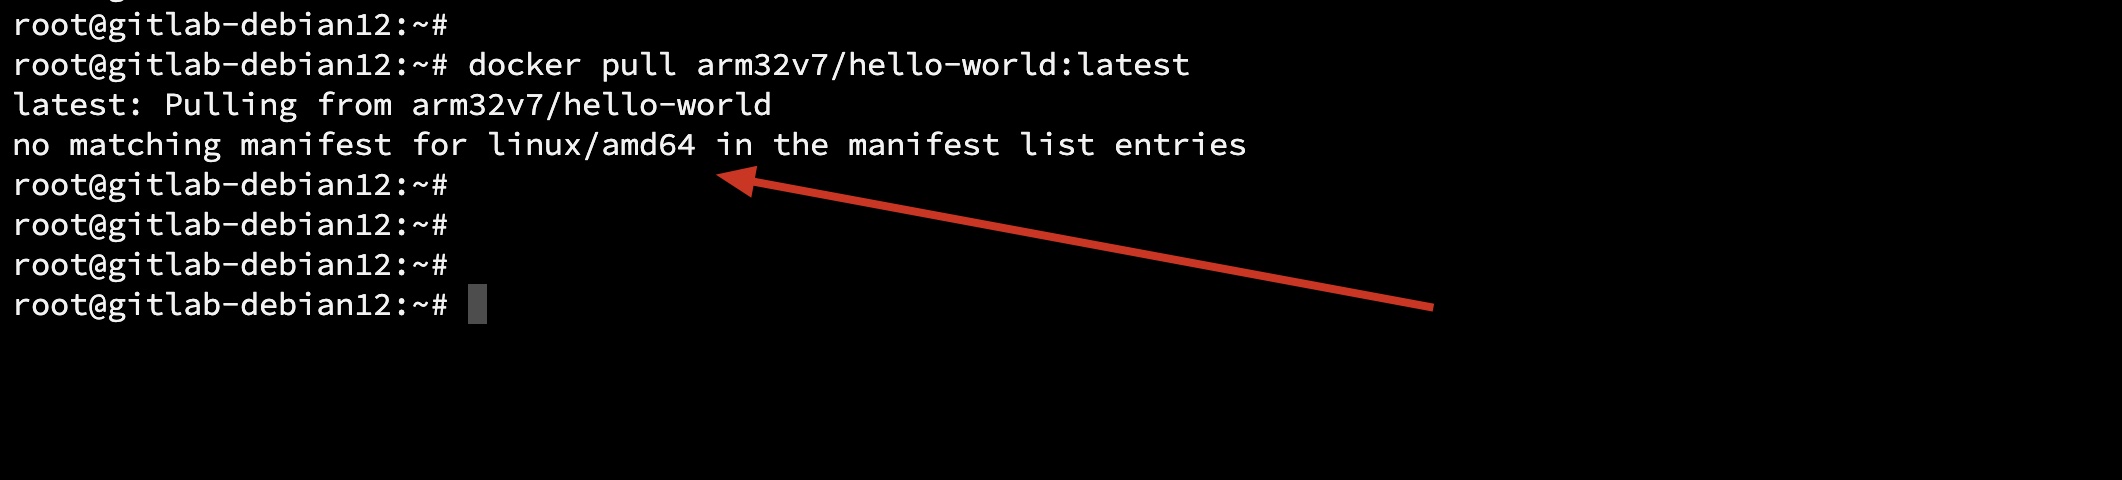 root@gitlab-debian12:~#
root@gitlab-debian12:~# docker pull arm32v7/hello-world:latest
latest: Pulling from arm32v7/hello-world
no matching manifest for linux/amd64 in the manifest list entries
root@gitlab-debian12:~#
root@gitlab-debian12:~#
root@gitlab-debian12:~#
root@gitlab-debian12:~#